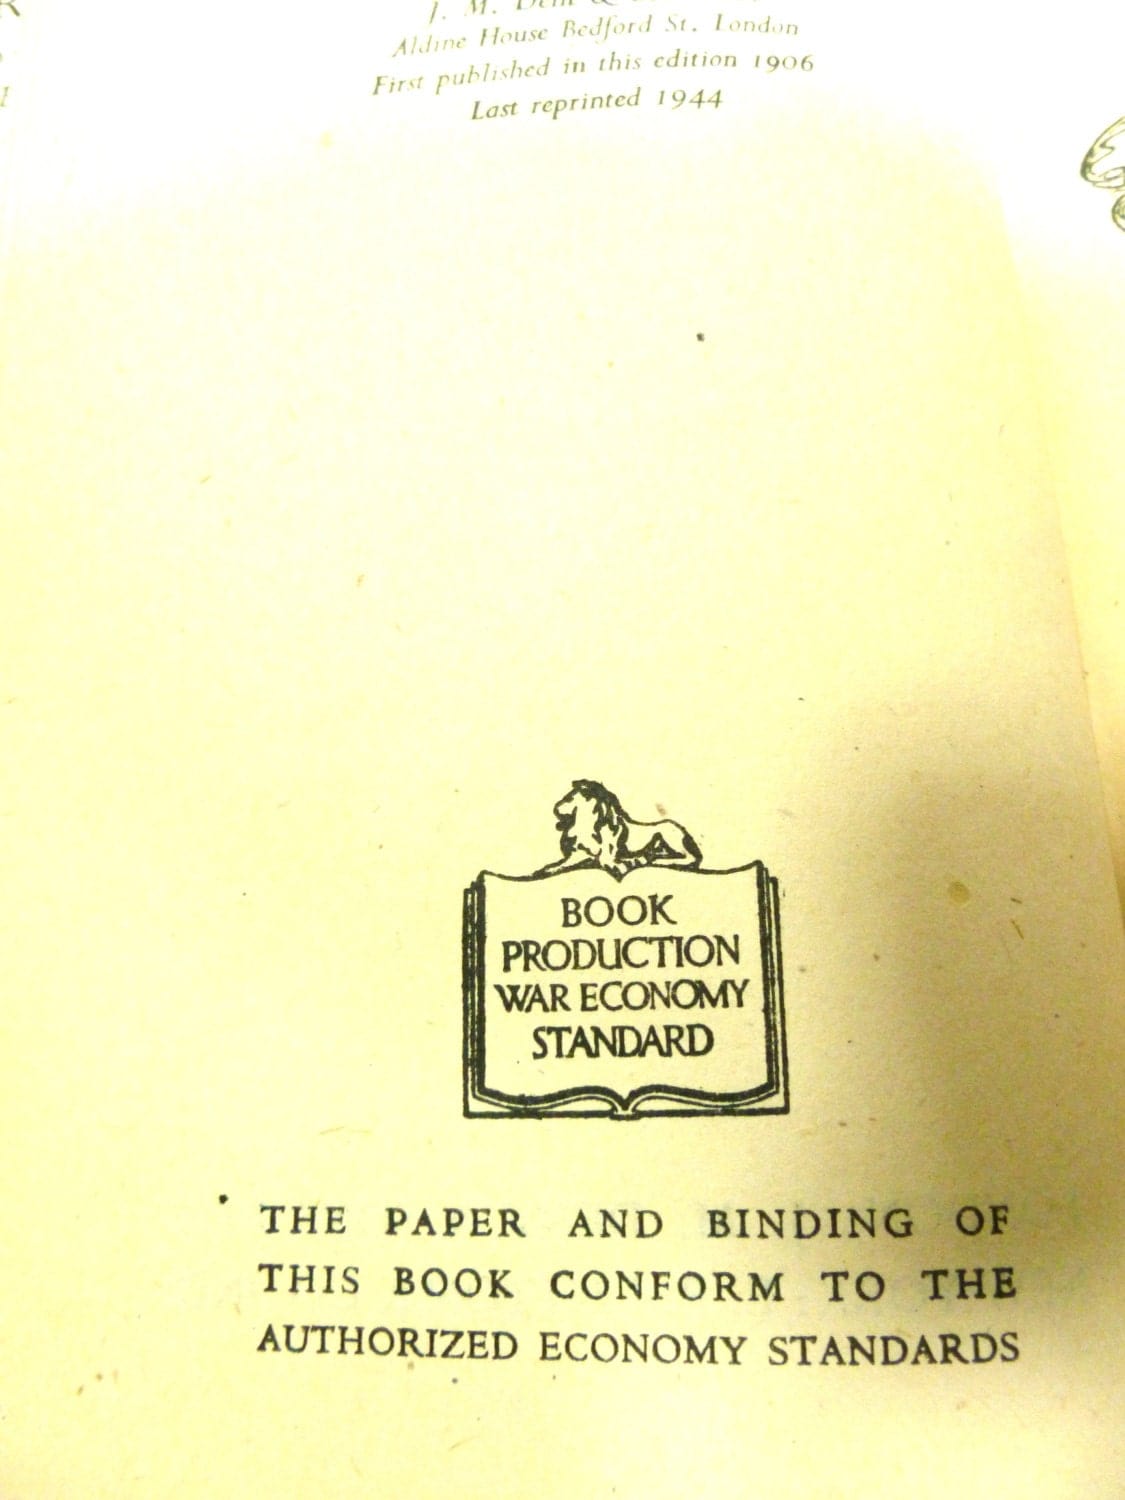 J. M. Dent &
Aldine House Bedford St. London
First published in this edition 1906
Last reprinted 1944
BOOK
PRODUCTION
WAR ECONOMY
STANDARD
THE PAPER AND BINDING OF
THIS BOOK CONFORM TO THE
AUTHORIZED ECONOMY STANDARDS